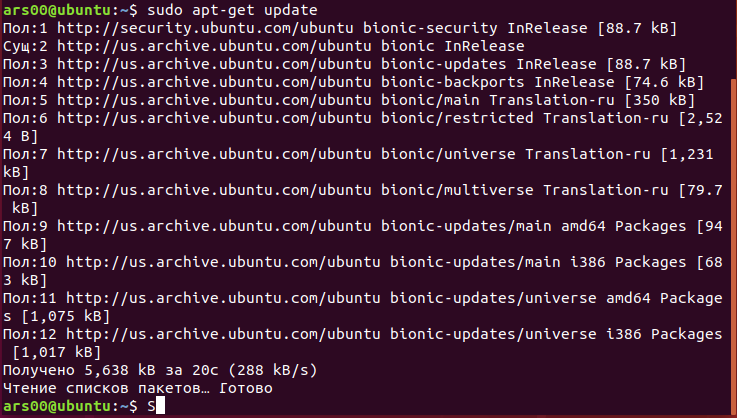 ars00@ubuntu:~$ sudo apt-get update
Пол:1 http://security.ubuntu.com/ubuntu bionic-security InRelease [88.7 kB]
Сущ:2 http://us.archive.ubuntu.com/ubuntu bionic InRelease
Пол:3 http://us.archive.ubuntu.com/ubuntu bionic-updates InRelease [88.7 kB]
Пол:4 http://us.archive.ubuntu.com/ubuntu bionic-backports InRelease [74.6 kB]
Пол:5 http://us.archive.ubuntu.com/ubuntu bionic/main Translation-ru [350 kB]
Пол:6 http://us.archive.ubuntu.com/ubuntu bionic/restricted Translation-ru [2,52
4 B]
Пол:7 http://us.archive.ubuntu.com/ubuntu bionic/universe Translation-ru [1,231
kB]
Пол:8 http://us.archive.ubuntu.com/ubuntu bionic/multiverse Translation-ru [79.7
 kB]
Пол:9 http://us.archive.ubuntu.com/ubuntu bionic-updates/main amd64 Packages [94
7 kB]
Пол:10 http://us.archive.ubuntu.com/ubuntu bionic-updates/main i386 Packages [68
3 kB]
Пол:11 http://us.archive.ubuntu.com/ubuntu bionic-updates/universe amd64 Package
s [1,075 kB]
Пол:12 http://us.archive.ubuntu.com/ubuntu bionic-updates/universe i386 Packages
 [1,017 kB]
Получено 5,638 kB за 20с (288 kB/s)
Чтение списков пакетов… Готово
ars00@ubuntu:~$ S